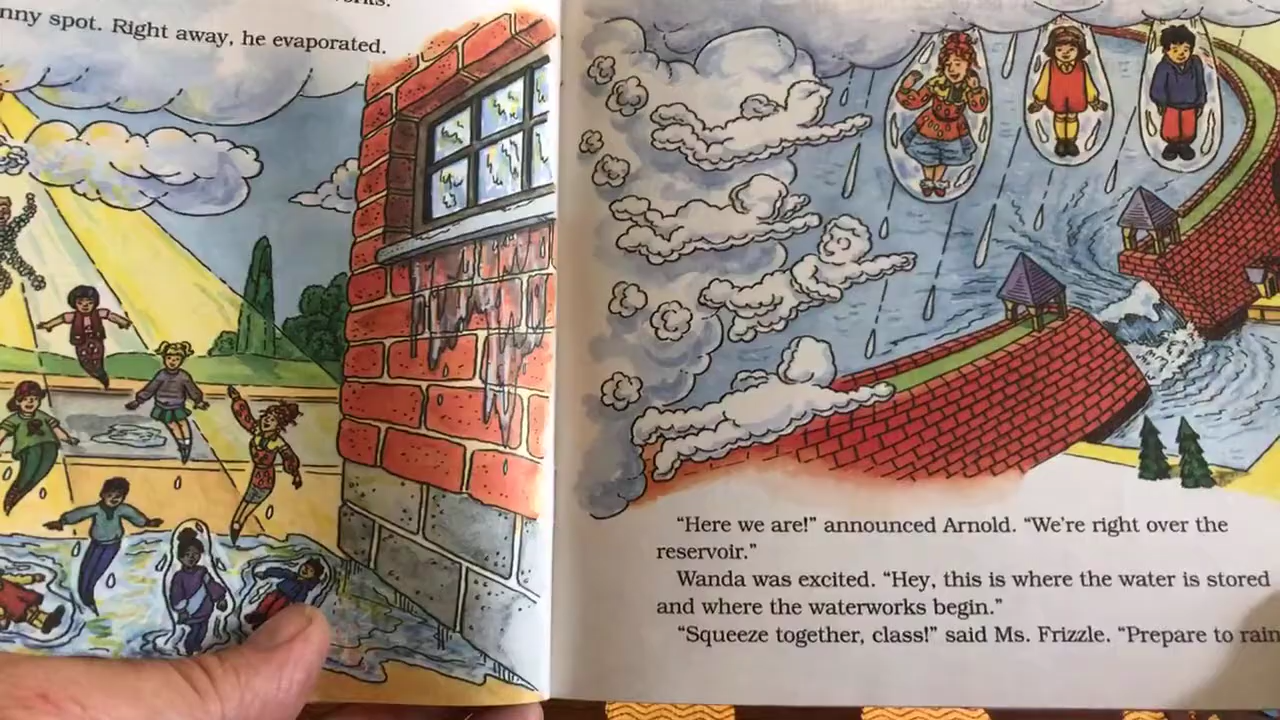 spot. Right away, he evaporated.
“Here we are!” announced Arnold. “We’re right over the
reservoir.”
Wanda was excited. “Hey, this is where the water is stored
and where the waterworks begin.”
“Squeeze together, class!” said Ms. Frizzle. “Prepare to rain